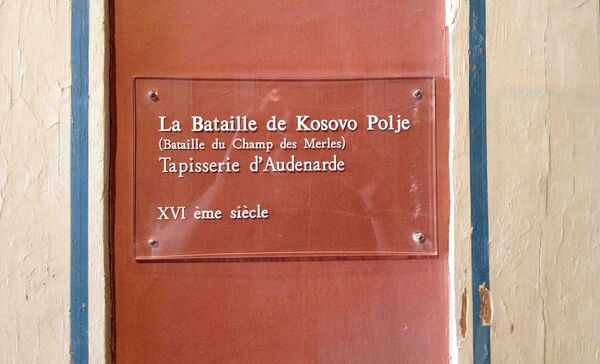 La Bataille de Kosovo Polje
(Bataille du Champ des Merles)
Tapisserie d'Audenarde
XVI ème siècle